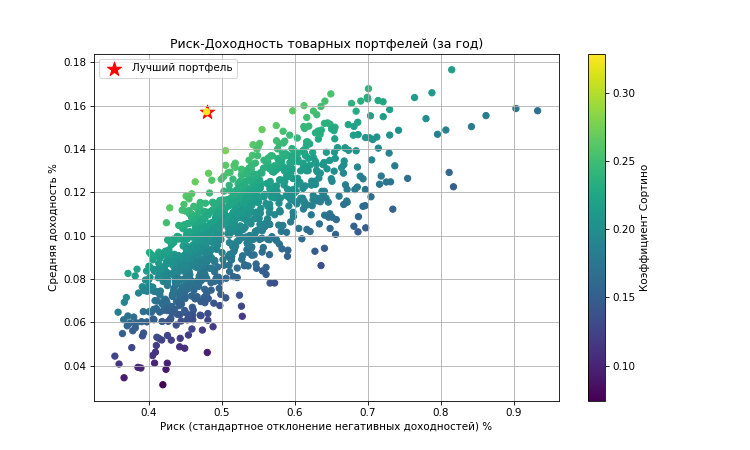 Риск-Доходность товарных портфелей (за год)
Лучший портфель
Средняя доходность %
0.18
0.16
0.14
0.12
0.10
0.08
0.06
0.04
0.4 0.5 0.6 0.7 0.8 0.9
Риск (стандартное отклонение негативных доходностей) %
0.30
0.25
0.20
0.15
0.10
Коэффициент Сортино